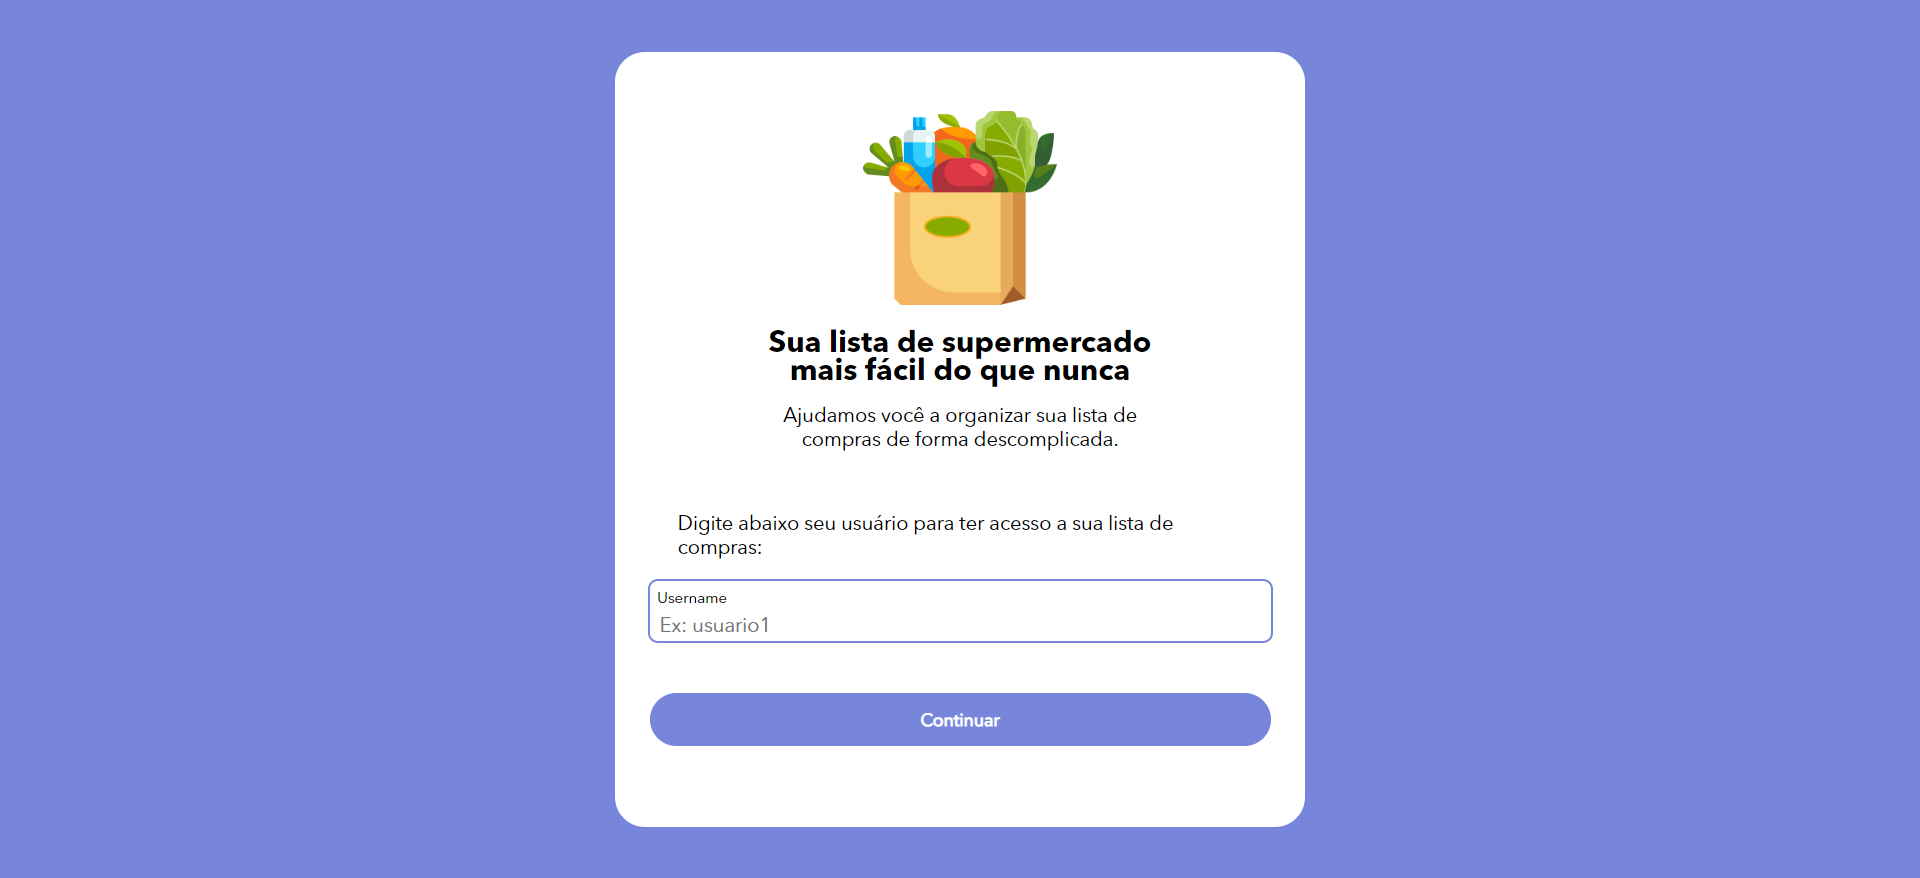 Sua lista de supermercado
mais fácil do que nunca
Ajudamos você a organizar sua lista de
compras de forma descomplicada.
Digite abaixo seu usuário para ter acesso a sua lista de
compras:
Username
Ex: usuario1
Continuar